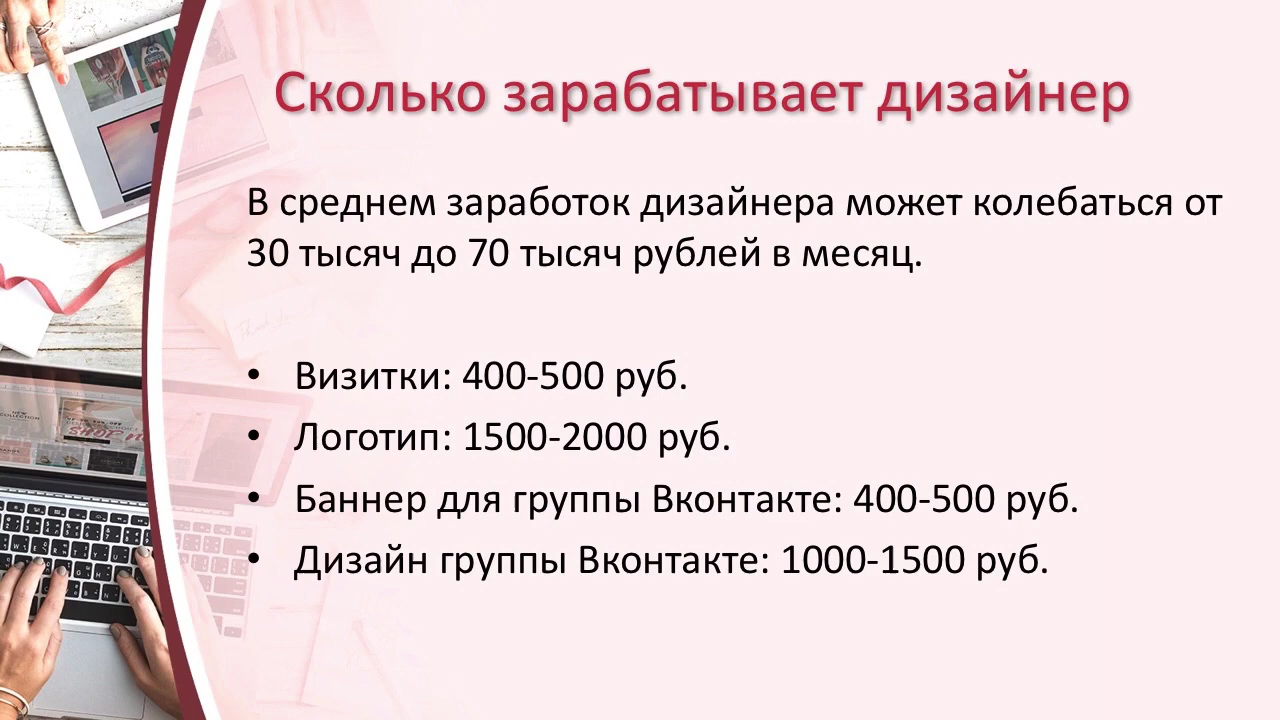 Сколько зарабатывает дизайнер
В среднем заработок дизайнера может колебаться от
30 тысяч до 70 тысяч рублей в месяц.
• Визитки: 400-500 руб.
• Логотип: 1500-2000 руб.
• Баннер для группы Вконтакте: 400-500 руб.
• Дизайн группы Вконтакте: 1000-1500 руб.